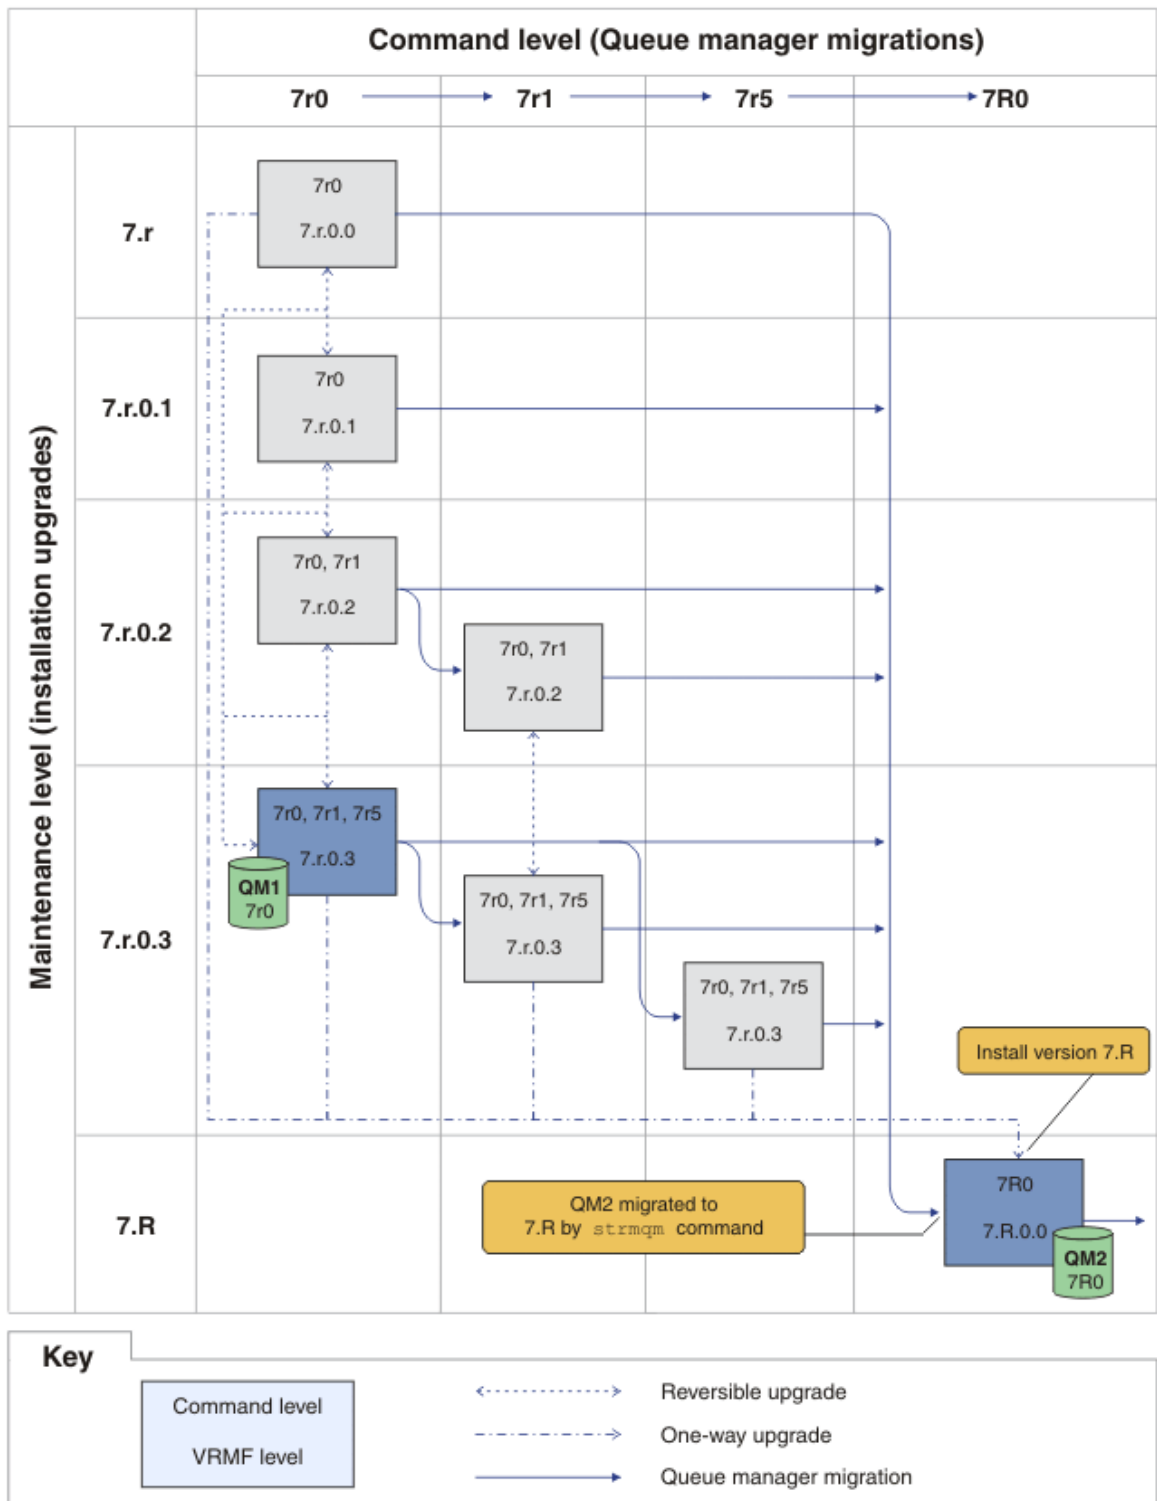 Command level (Queue manager migrations)
7r0
7r1
7r5
7R0
Maintenance level (installation upgrades)
7.r
7r0
7.r.0.0
7.r.0.1
7r0
7.r.0.1
7.r.0.2
7r0, 7r1
7.r.0.2
7r0, 7r1
7.r.0.2
7.r.0.3
7r0, 7r1, 7r5
7.r.0.3
QM1
7r0
7r0, 7r1, 7r5
7.r.0.3
7r0, 7r1, 7r5
7.r.0.3
Install version 7.R
7.R
QM2 migrated to
7.R by strmqm command
7R0
7.R.0.0
QM2
7R0
Key
Command level
VRMF level
Reversible upgrade
One-way upgrade
Queue manager migration